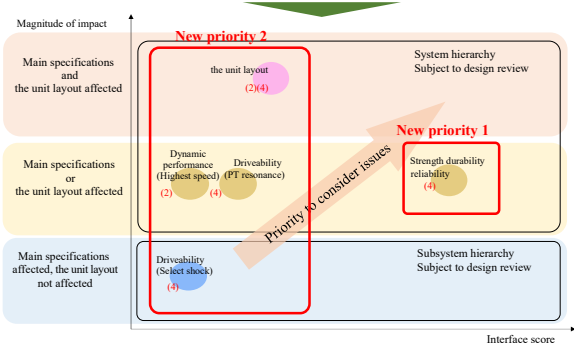 Magnitude of impact
New priority 2
Main specifications
and
the unit layout affected
the unit layout
(2)(4)
System hierarchy
Subject to design review
New priority 1
Main specifications
or
the unit layout affected
Dynamic
performance
(Highest speed)
(2)
Driveability
(PT resonance)
(4)
Strength durability
reliability
(4)
Priority to consider issues
Main specifications
affected, the unit layout
not affected
Driveability
(Select shock)
(4)
Subsystem hierarchy
Subject to design review
Interface score